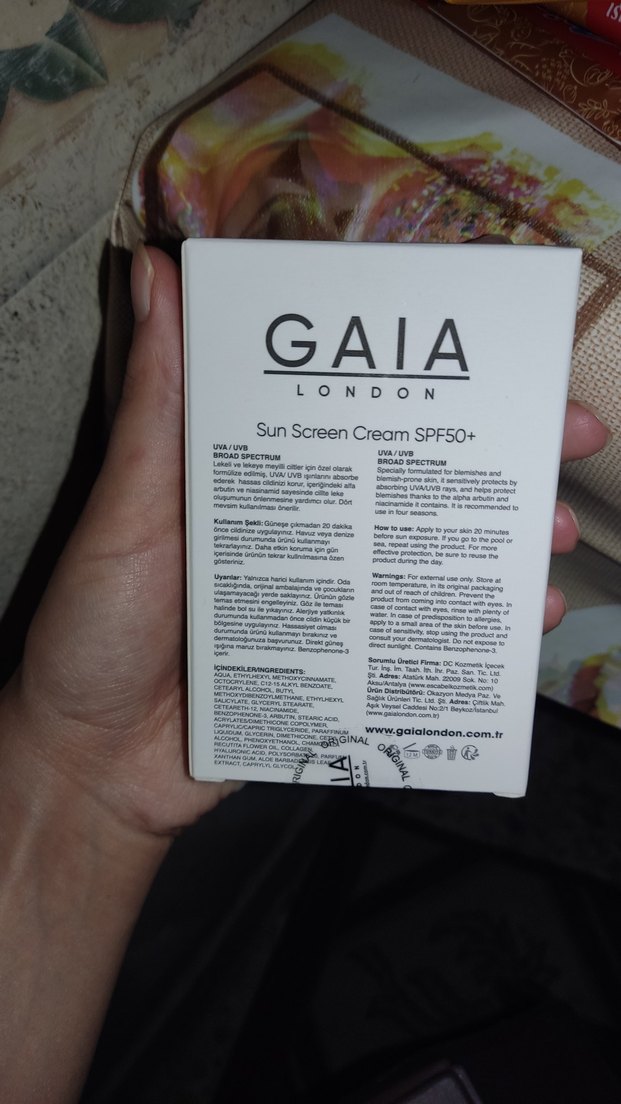 GAIA
LONDON
Sun Screen Cream SPF50+
UVA / UVB
BROAD SPECTRUM
Lekeli ve lekeye meyilli ciltler için özel olarak
formülize edilmiş, UVA/ UVB ışınlarını absorbe
ederek hassas cildinizi korur, içeriğindeki alfa
arbutin ve niasinamid sayesinde cillte leke
oluşumunun önlenmesine yardımcı olur. Dört
mevsim kullanılması önerilir.
Kullanım Şekli: Güneşe çıkmadan 20 dakika
önce cildinize uygulayınız. Havuz veya denize
girilmesi durumunda ürünü kullanmayı
tekrarlayınız. Daha etkin koruma için gün
içerisinde ürünün tekrar kullnılmasına özen
gösteriniz.
Uyarılar: Yalnızca harici kullanım içindir. Oda
sıcaklığında, orijinal ambalajında ve çocukların
ulaşamayacağı yerde saklayınız. Ürünün gözle
temas etmesini engelleyiniz. Göz ile teması
halinde bol su ile yıkayınız. Alerjiye yatkınlık
durumunda kullanmadan önce cildin küçük bir
bölgesine uygulayınız. Hassasiyet olması
durumunda ürünü kullanmayı bırakınız ve
dermatoloğunuza başvurunuz. Direkt güneş
ışığına maruz bırakmayınız. Benzophenone-3
içerir.
İÇİNDEKİLER/INGREDIENTS:
AQUA, ETHYLHEXYL METHOXYCINNAMATE,
OCTOCRYLENE, C12-15 ALKYL BENZOATE,
CETEARYL ALCOHOL, BUTYL
METHOXYDIBENZOYLMETHANE, ETHYLHEXYL
SALICYLATE, GLYCERYL STEARATE,
CETEARETH-12, NIACINAMIDE,
BENZOPHENONE-3, ARBUTIN, STEARIC ACID,
ACRYLATES/DIMETHICONE COPOLYMER,
CAPRYLIC/CAPRIC TRIGLYCERIDE, PARAFFINUM
LIQUIDUM, GLYCERIN, DIMETHICONE,
ALCOHOL, PHENOXYETHANOL,
RECUTITA FLOWER OIL, COLLAGEN,
HYALURONIC ACID,
XANTHAN GUM, ALOE
EXTRACT, CAPRYLYL
UVA / UVB
BROAD SPECTRUM
Specially formulated for blemishes and
blemish-prone skin, it sensitively protects by
absorbing UVA/UVB rays, and helps protect
blemishes thanks to the alpha arbutin and
niacinamide it contains. It is recommended to
use in four seasons.
How to use: Apply to your skin 20 minutes
before sun exposure. If you go to the pool or
sea, repeat using the product. For more
effective protection, be sure to reuse the
product during the day.
Warnings: For external use only. Store at
room temperature, in its original packaging
and out of reach of children. Prevent the
product from coming into contact with eyes. In
case of contact with eyes, rinse with plenty of
water. In case of predisposition to allergies,
apply to a small area of the skin before use. In
case of sensitivity, stop using the product and
consult your dermatologist. Do not expose to
direct sunlight. Contains Benzophenone-3.
Sorumlu Üretici Firma: DC Kozmetik İçecek
Tur. İnş. İm. Taah. İth. İhr. Paz. San. Tic. Ltd.
Şti. Adres: Atatürk Mah. 22009 Sok. No: 10
Aksu/Antalya (www.escabelkozmetik.com)
Ürün Distribütörü: Okazyon Medya Paz. Ve
Sağlık Ürünleri Tic. Ltd. Şti. Adres: Çiftlik Mah.
Aşık Veysel Caddesi No:2/1 Beykoz/İstanbul
(www.gaialondon.com.tr)
www.gaialondon.com.tr
12 M
ORIGINAL ORIGINAL ORIGINAL